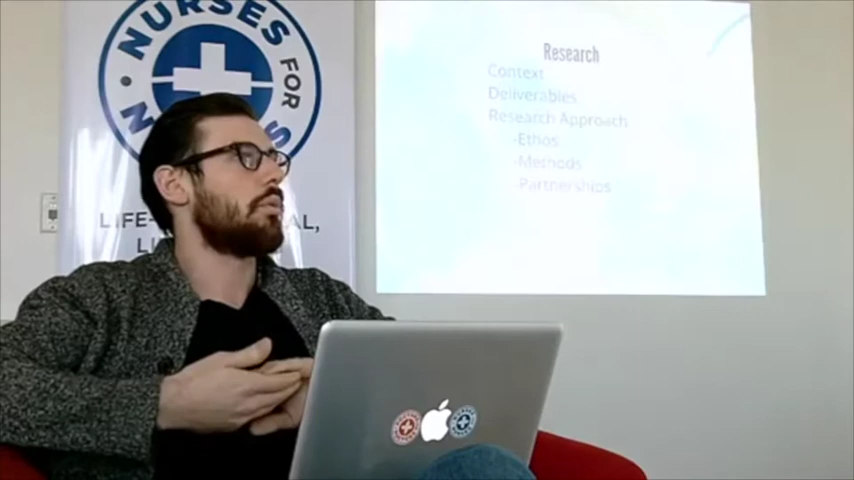 NURSES
FOR
N S
LIFE- AL,
LI
Research
Context
Deliverables
Research Approach
-Ethos
-Methods
-Partnerships